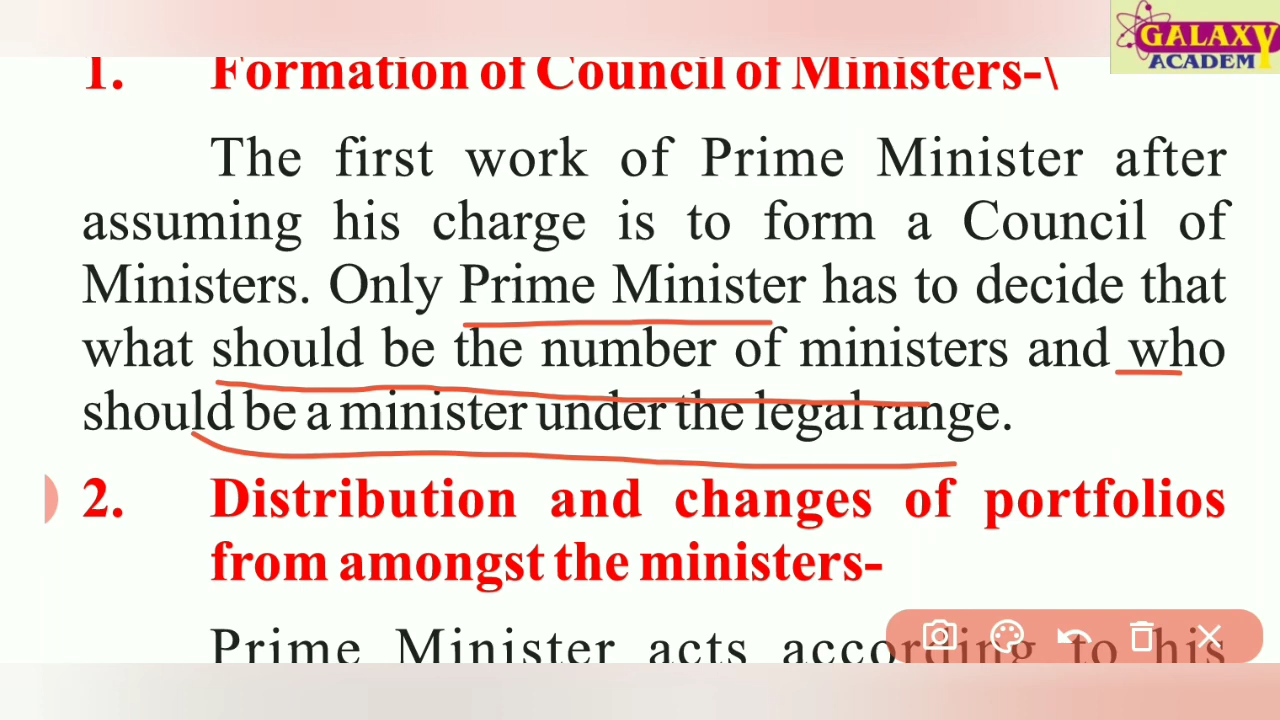 GALAXY
ACADEMY
1. Formation of Council of Ministers-\
The first work of Prime Minister after
assuming his charge is to form a Council of
Ministers. Only Prime Minister has to decide that
what should be the number of ministers and who
should be a minister under the legal range.
2. Distribution and changes of portfolios
from amongst the ministers-
Prime Minister acts according to his